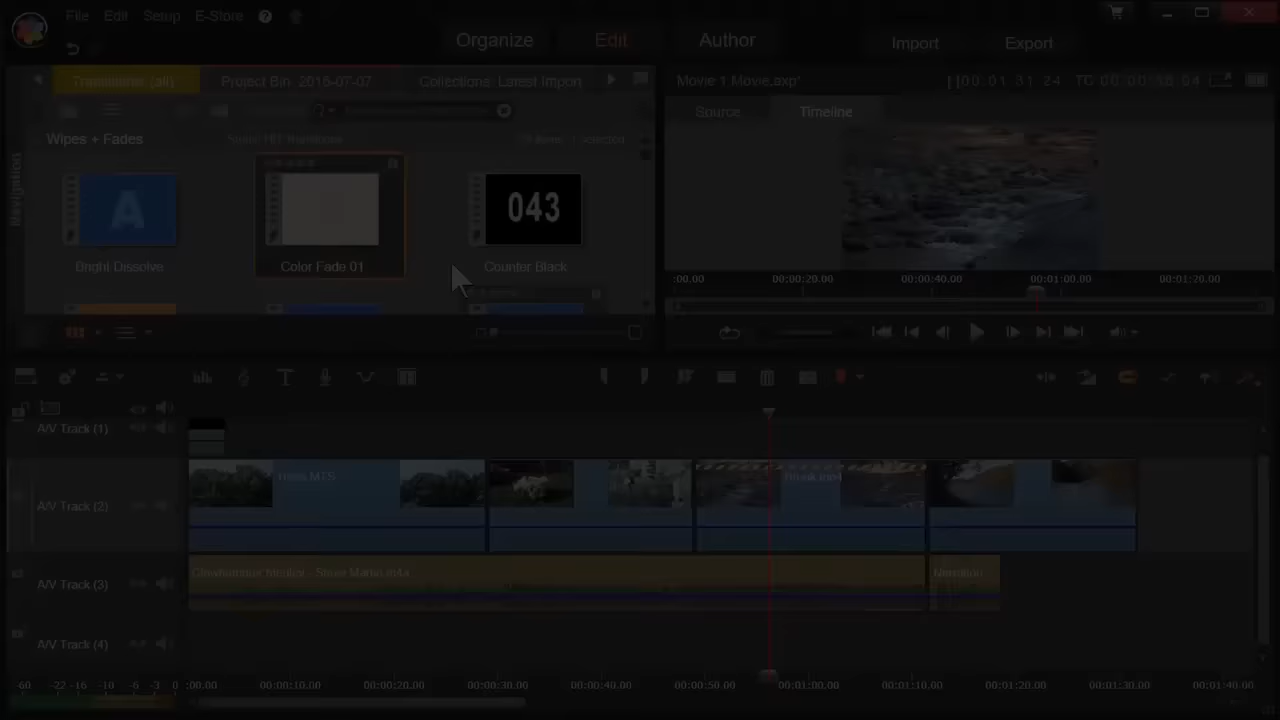 File Edit Setup E-Store ?
Organize Edit Author Import Export
Transitions (all) Project Bin: 2015-07-07 Collections: Latest Import
Movie 1.Movie.axp*
TC
Source Timeline
Wipes + Fades
Navigation
A 043
Bright Dissolve Color Fade 01 Counter Black
:00.00 00:00:20.00 00:00:40.00 00:01:00.00 00:01:20.00
A/V Track (1)
A/V Track (2)
A/V Track (3) Narration
A/V Track (4)
-60 -22 -16 -10 -6 -3 0 :00.00 00:00:10.00 00:00:20.00 00:00:30.00 00:00:40.00 00:00:50.00 00:01:00.00 00:01:10.00 00:01:20.00 00:01:30.00 00:01:40.00